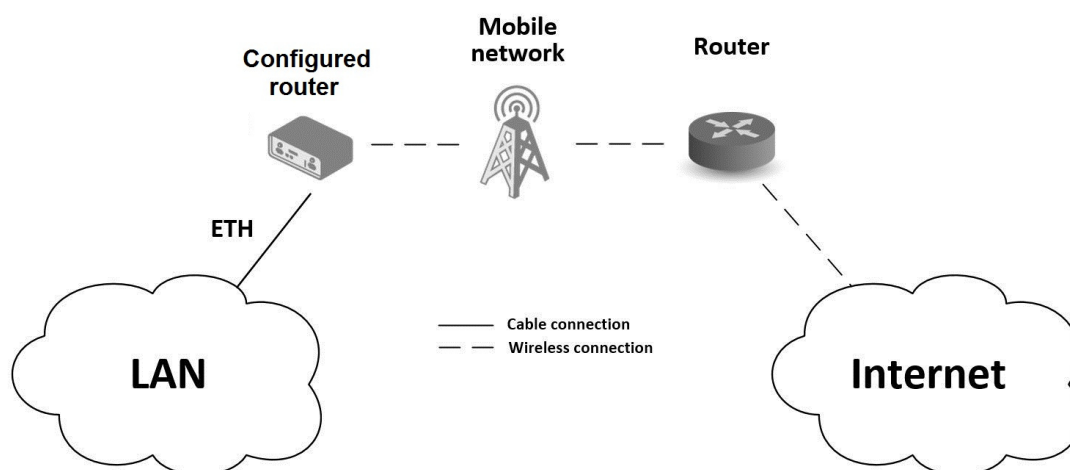 Configured
router
Mobile
network
Router
ETH
LAN
Cable connection
Wireless connection
Internet